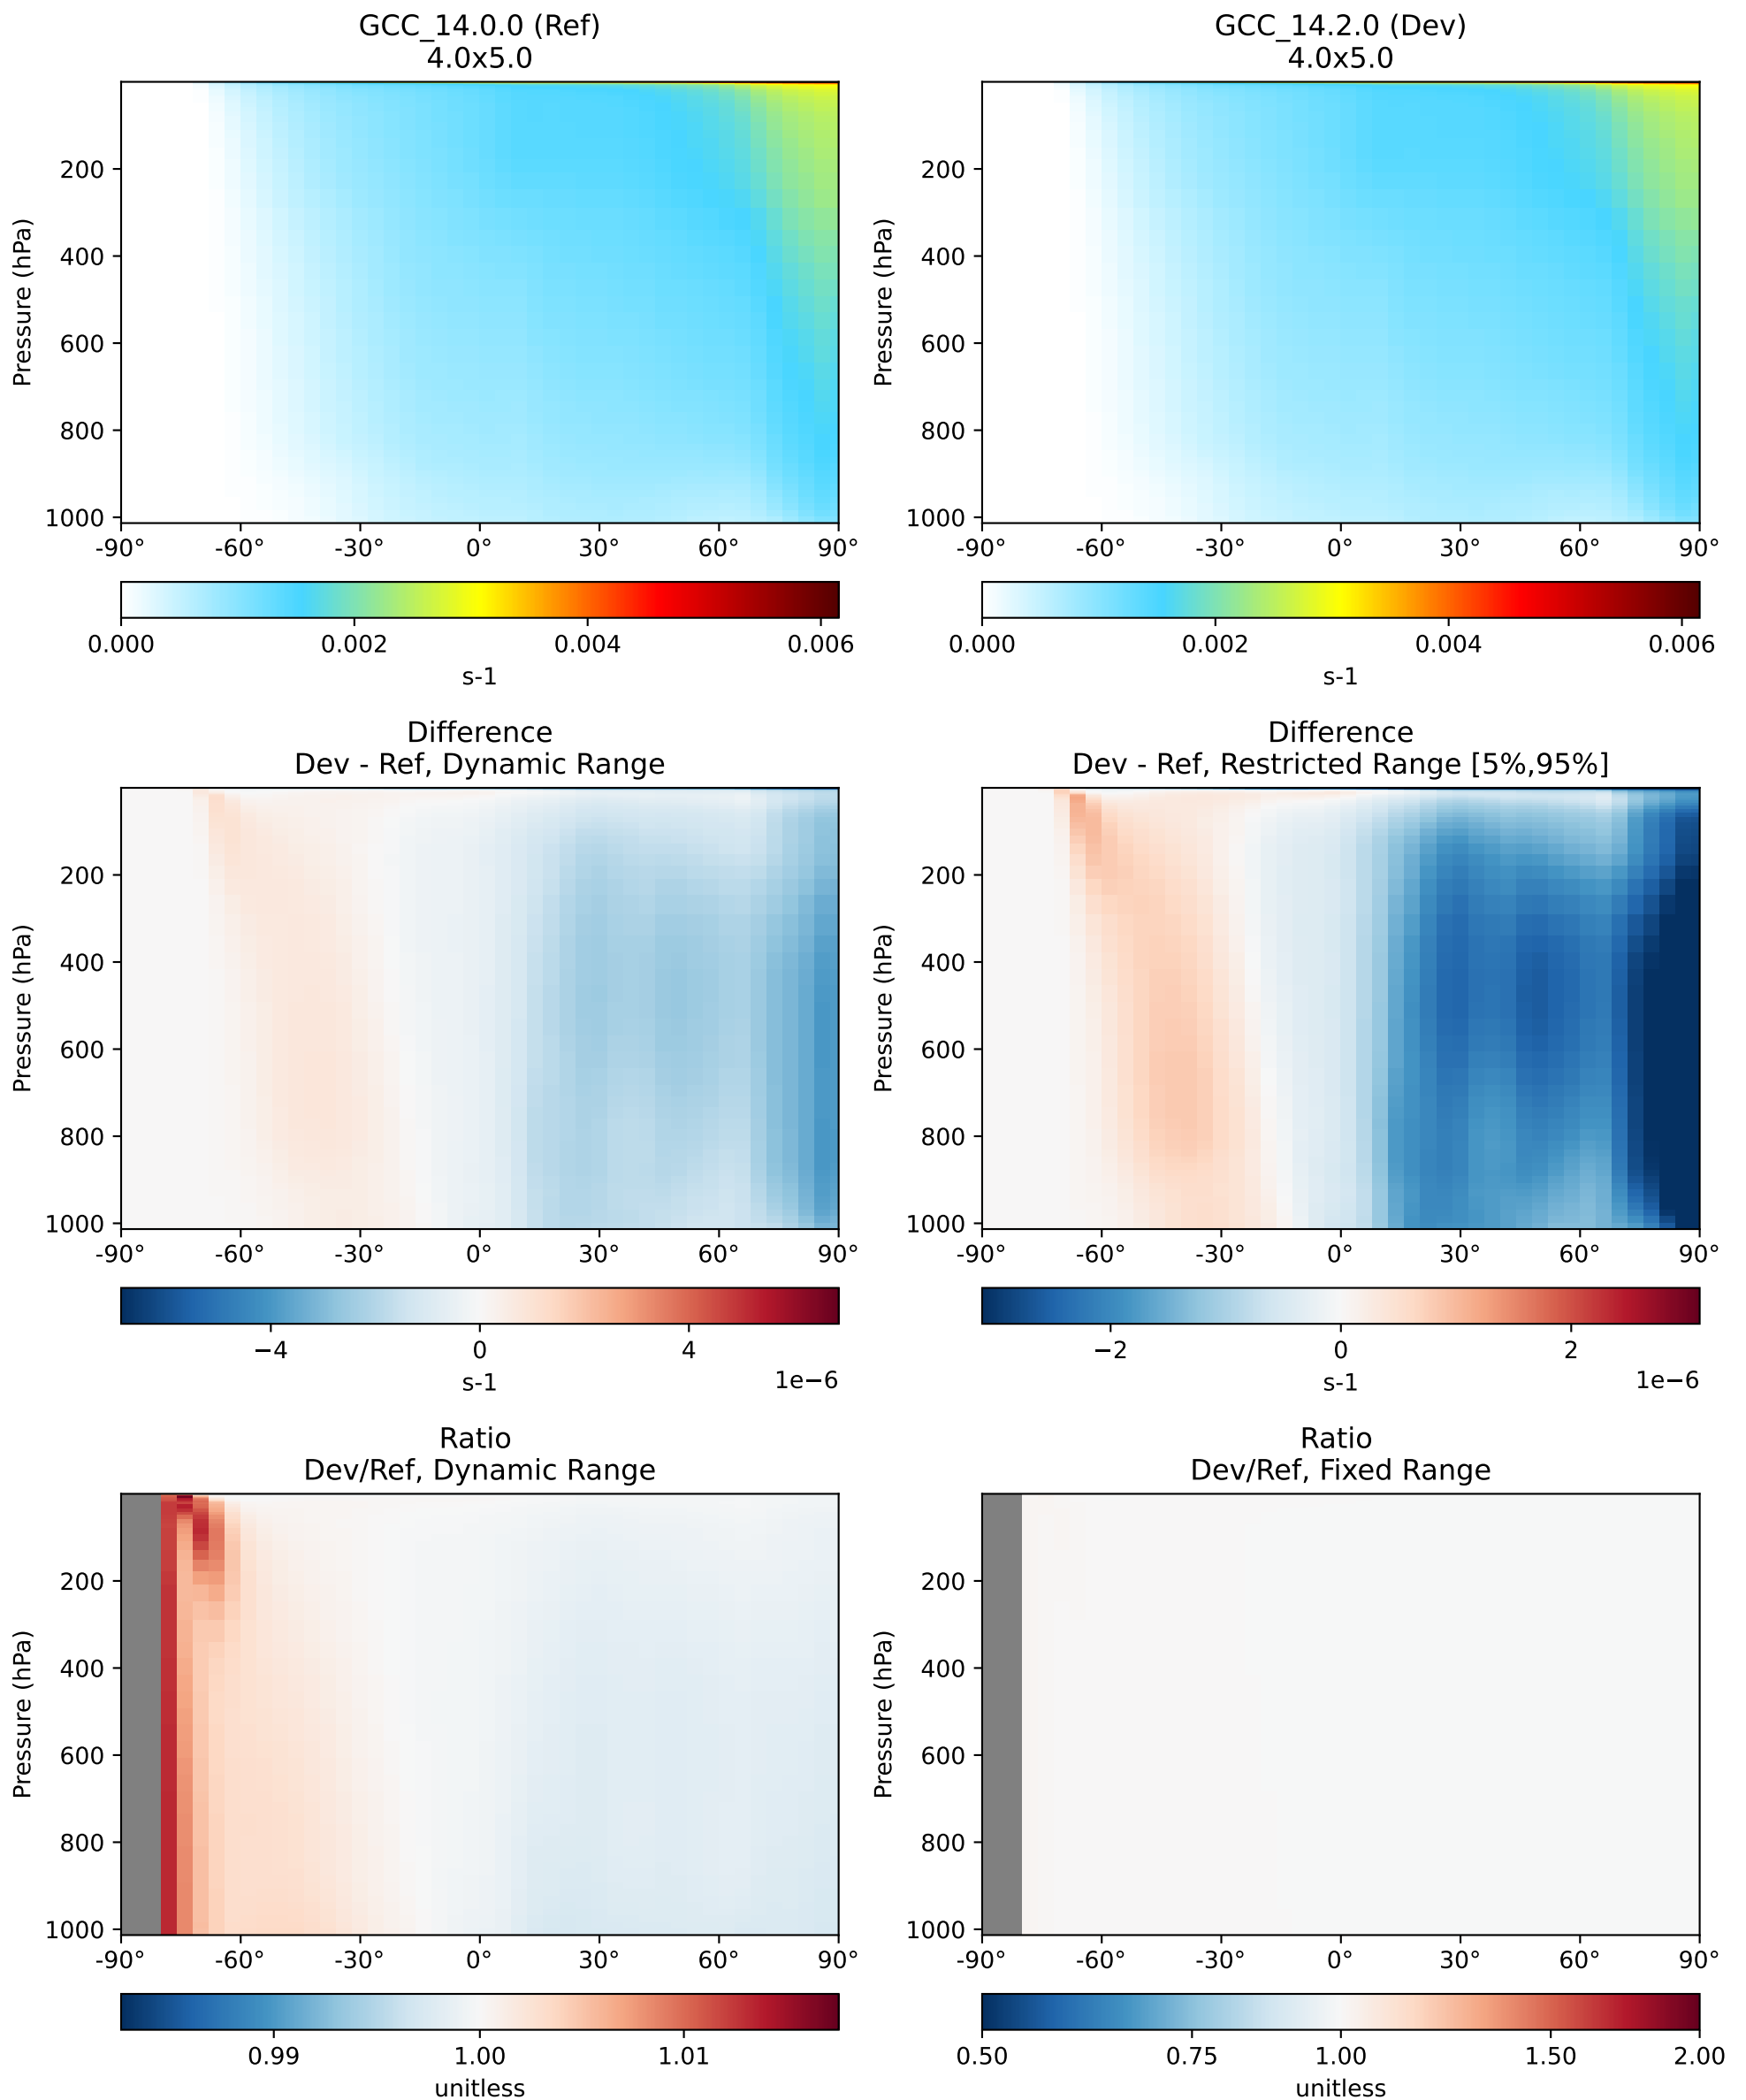 GCC_14.0.0 (Ref)
4.0x5.0
Pressure (hPa)
200
400
600
800
1000
-90° -60° -30° 0° 30° 60° 90°
0.000 0.002 0.004 0.006
s-1
GCC_14.2.0 (Dev)
4.0x5.0
Pressure (hPa)
200
400
600
800
1000
-90° -60° -30° 0° 30° 60° 90°
0.000 0.002 0.004 0.006
s-1
Difference
Dev - Ref, Dynamic Range
Pressure (hPa)
200
400
600
800
1000
-90° -60° -30° 0° 30° 60° 90°
−4 0 4
s-1 1e−6
Difference
Dev - Ref, Restricted Range [5%,95%]
Pressure (hPa)
200
400
600
800
1000
-90° -60° -30° 0° 30° 60° 90°
−2 0 2
s-1 1e−6
Ratio
Dev/Ref, Dynamic Range
Pressure (hPa)
200
400
600
800
1000
-90° -60° -30° 0° 30° 60° 90°
0.99 1.00 1.01
unitless
Ratio
Dev/Ref, Fixed Range
Pressure (hPa)
200
400
600
800
1000
-90° -60° -30° 0° 30° 60° 90°
0.50 0.75 1.00 1.50 2.00
unitless